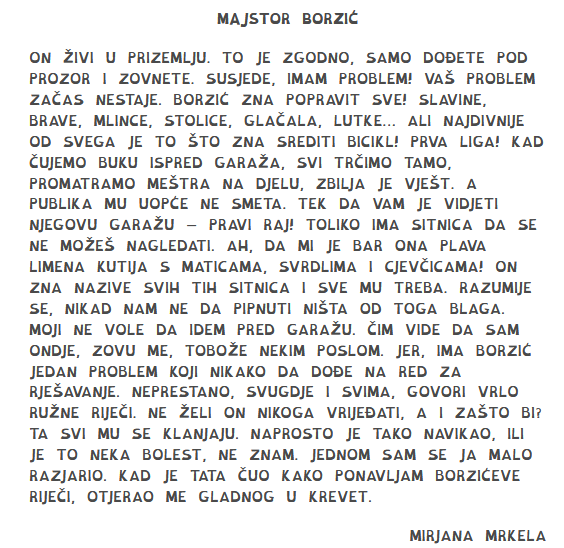 MAJSTOR BORZIĆ
ON ŽIVI U PRIZEMLJU. TO JE ZGODNO, SAMO DOĐETE POD
PROZOR I ZOVNETE. SUSJEDE, IMAM PROBLEM! VAŠ PROBLEM
ZAČAS NESTAJE. BORZIĆ ZNA POPRAVIT SVE! SLAVINE,
BRAVE, MLINCE, STOLICE, GLAČALA, LUTKE... ALI NAJDIVNIJE
OD SVEGA JE TO ŠTO ZNA SREDITI BICIKL! PRVA LIGA! KAD
ČUJEMO BUKU ISPRED GARAŽA, SVI TRČIMO TAMO,
PROMATRAMO MEŠTRA NA DJELU, ZBILJA JE VJEŠT. A
PUBLIKA MU UOPĆE NE SMETA. TEK DA VAM JE VIDJETI
NJEGOVU GARAŽU – PRAVI RAJ! TOLIKO IMA SITNICA DA SE
NE MOŽEŠ NAGLEDATI. AH, DA MI JE BAR ONA PLAVA
LIMENA KUTIJA S MATICAMA, SVRDLIMA I CJEVČICAMA! ON
ZNA NAZIVE SVIH TIH SITNICA I SVE MU TREBA. RAZUMIJE
SE, NIKAD NAM NE DA PIPNUTI NIŠTA OD TOGA BLAGA.
MOJI NE VOLE DA IDEM PRED GARAŽU. ČIM VIDE DA SAM
ONDJE, ZOVU ME, TOBOŽE NEKIM POSLOM. JER, IMA BORZIĆ
JEDAN PROBLEM KOJI NIKAKO DA DOĐE NA RED ZA
RJEŠAVANJE. NEPRESTANO, SVUGDJE I SVIMA, GOVORI VRLO
RUŽNE RIJEČI. NE ŽELI ON NIKOGA VRIJEĐATI, A I ZAŠTO BI?
TA SVI MU SE KLANJAJU. NAPROSTO JE TAKO NAVIKAO, ILI
JE TO NEKA BOLEST, NE ZNAM. JEDNOM SAM SE JA MALO
RAZJARIO. KAD JE TATA ČUO KAKO PONAVLJAM BORZIĆEVE
RIJEČI, OTJERAO ME GLADNOG U KREVET.
MIRJANA MRKELA